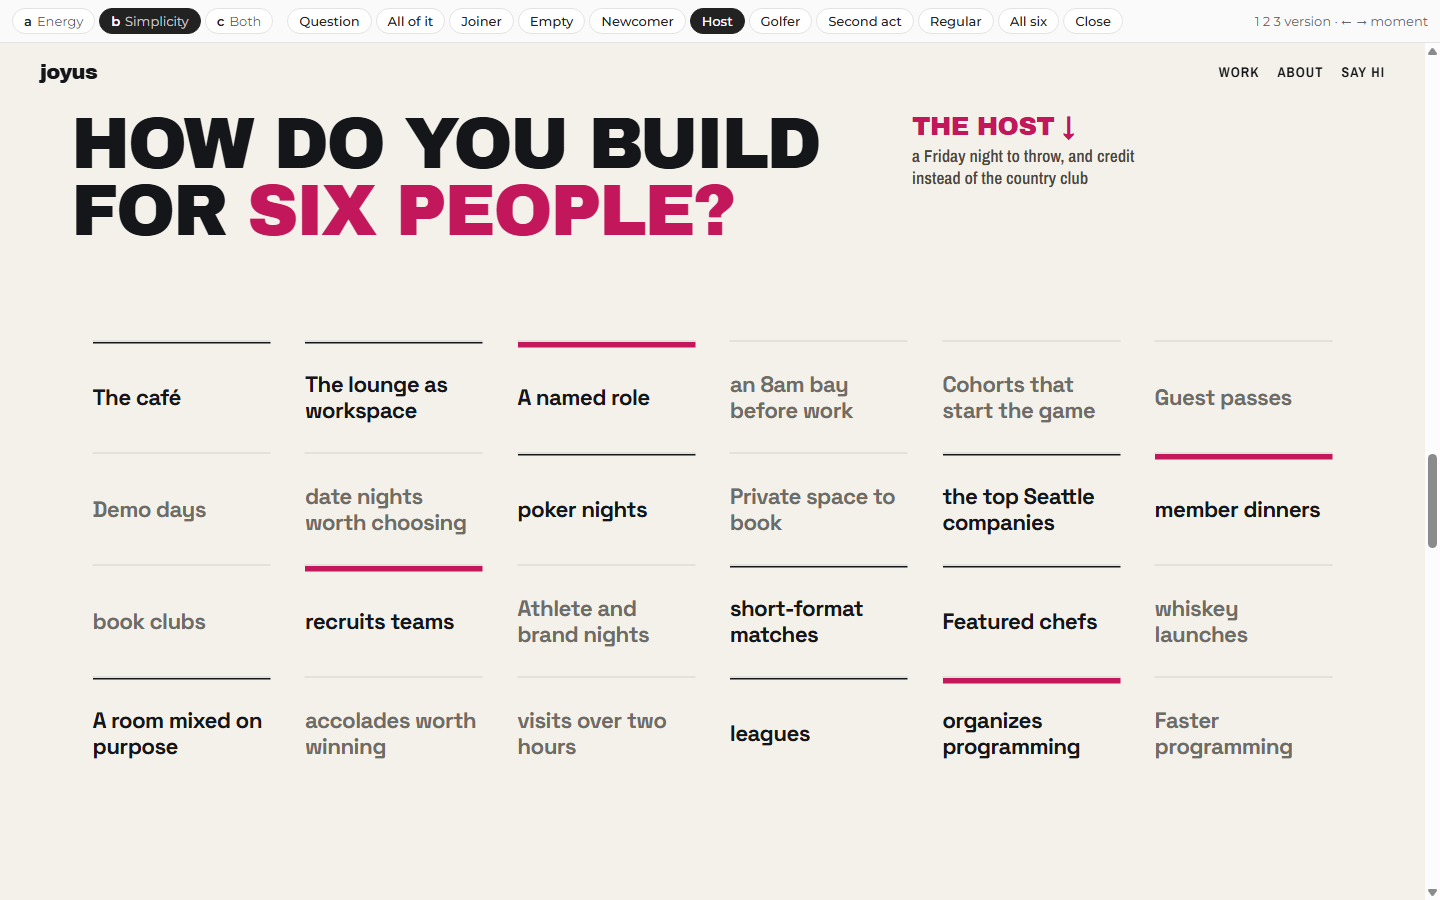 a Energy b Simplicity c Both Question All of it Joiner Empty Newcomer Host Golfer Second act Regular All six Close 1 2 3 version · ← → moment
joyus WORK ABOUT SAY HI
HOW DO YOU BUILD
FOR SIX PEOPLE?
THE HOST ↓
a Friday night to throw, and credit
instead of the country club
The café
The lounge as
workspace
A named role
an 8am bay
before work
Cohorts that
start the game
Guest passes
Demo days
date nights
worth choosing
poker nights
Private space to
book
the top Seattle
companies
member dinners
book clubs
recruits teams
Athlete and
brand nights
short-format
matches
Featured chefs
whiskey
launches
A room mixed on
purpose
accolades worth
winning
visits over two
hours
leagues
organizes
programming
Faster
programming